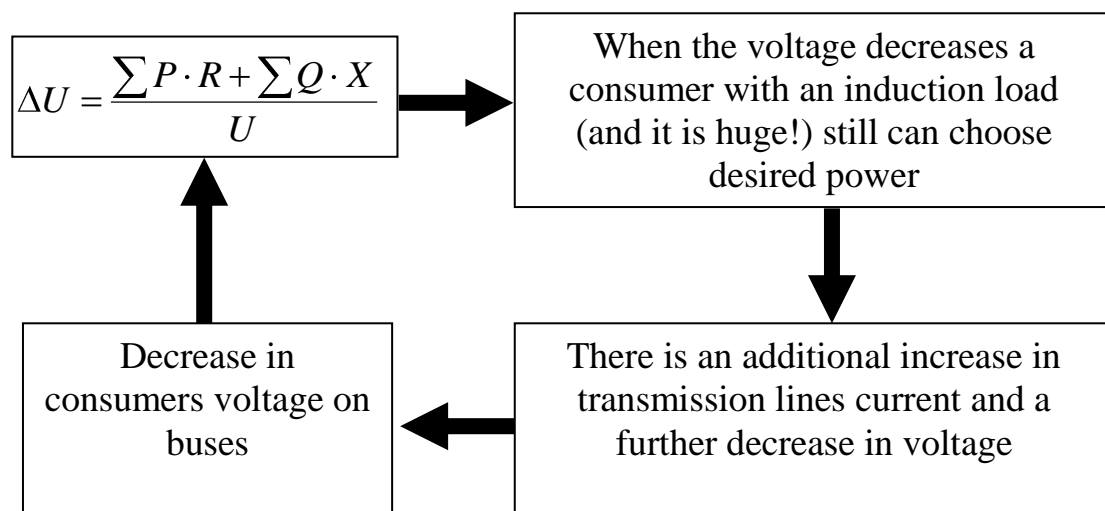 ΔU = (∑P·R + ∑Q·X) / U
When the voltage decreases a
consumer with an induction load
(and it is huge!) still can choose
desired power
There is an additional increase in
transmission lines current and a
further decrease in voltage
Decrease in
consumers voltage on
buses